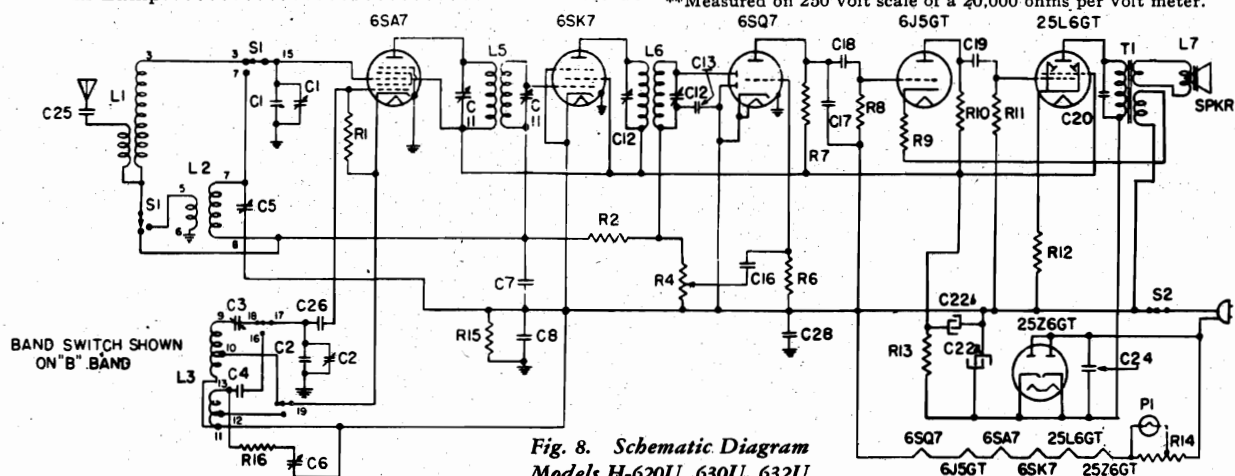 **Measured on 250 volt scale of a 20,000 ohms per volt meter.
6SA7 6SK7 6SQ7 6J5GT 25L6GT
3 3 S1 15 L5 L6 C13 C18 C19 T1 L7
7
L1 C1 C1 C12 SPKR
C25 R1 11 11 C12 C17 R8 R9 R10 R11 C20
R7
L2 7
S1 5 C5
6 8 R2
R4 C16 R6 R12
C7
C3 18 17 C26 S2
9 16 C22b 25Z6GT
BAND SWITCH SHOWN
ON "B" BAND
10 C2 C2 R15 C8 C28 R13 C22a C24
L3 13 C4
19 P1
12
11 Fig. 8. Schematic Diagram 6SQ7 6SA7 25L6GT R14
R16 C6 Models H-620U, 630U, 632U 6J5GT 6SK7 25Z6GT